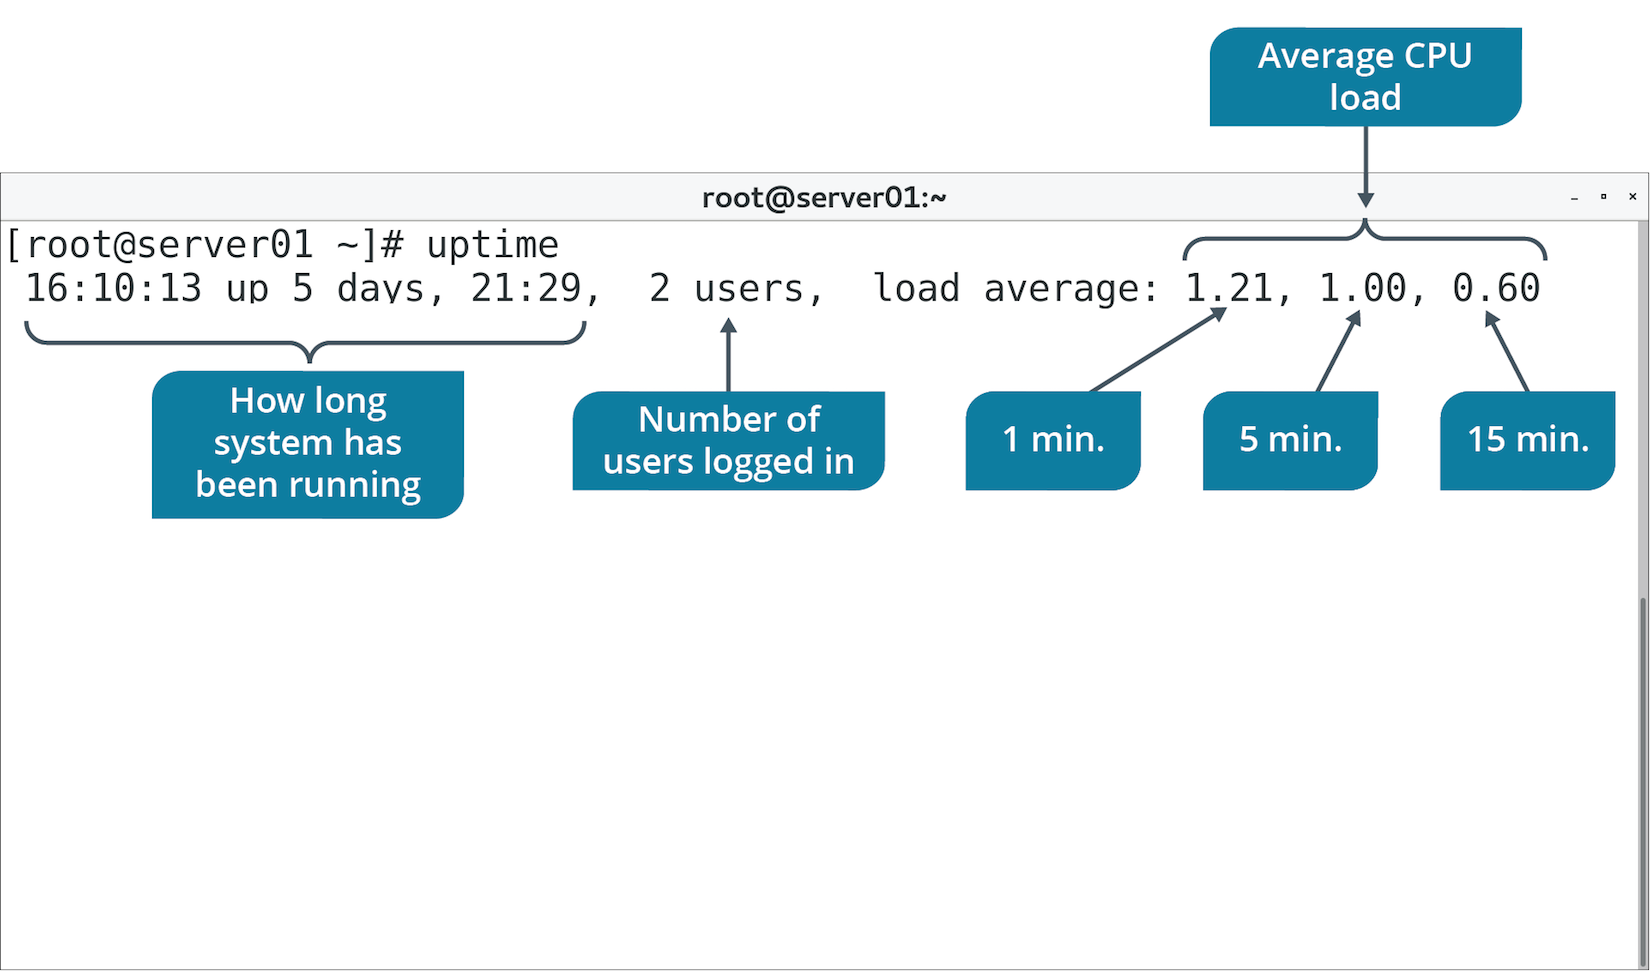 Average CPU
load
root@server01:~
[root@server01 ~]# uptime
16:10:13 up 5 days, 21:29,  2 users,  load average: 1.21, 1.00, 0.60
How long
system has
been running
Number of
users logged in
1 min.
5 min.
15 min.